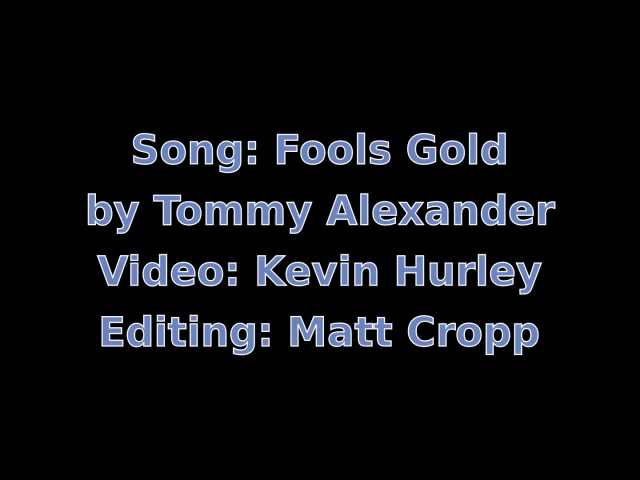 Song: Fools Gold
by Tommy Alexander
Video: Kevin Hurley
Editing: Matt Cropp